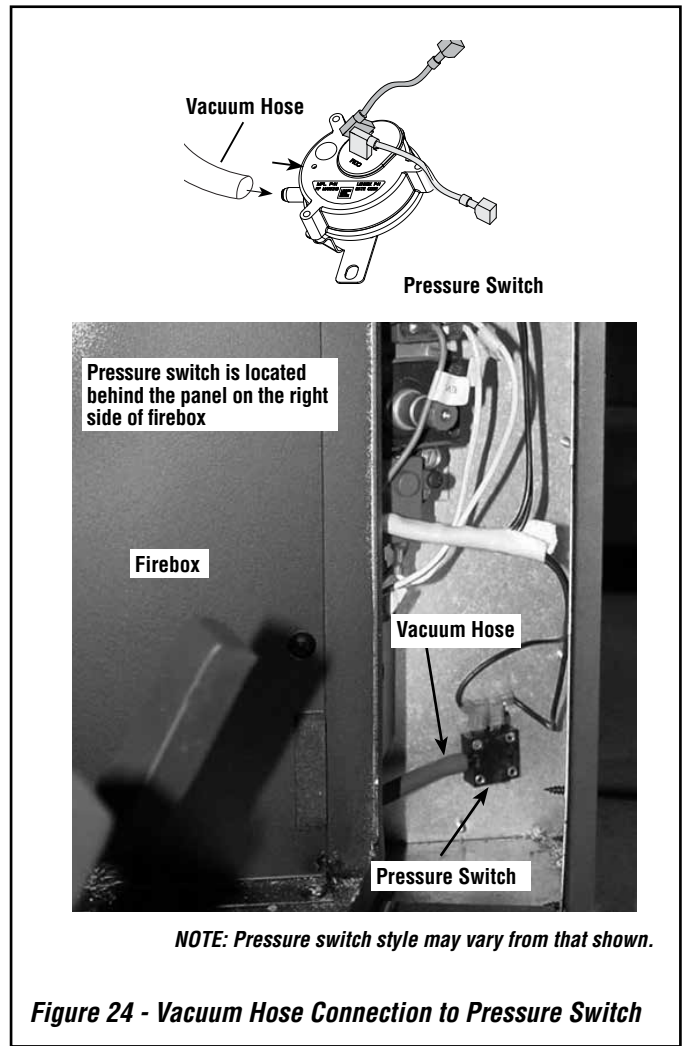 Vacuum Hose
Pressure Switch
Pressure switch is located
behind the panel on the right
side of firebox
Firebox
Vacuum Hose
Pressure Switch
NOTE: Pressure switch style may vary from that shown.
Figure 24 - Vacuum Hose Connection to Pressure Switch